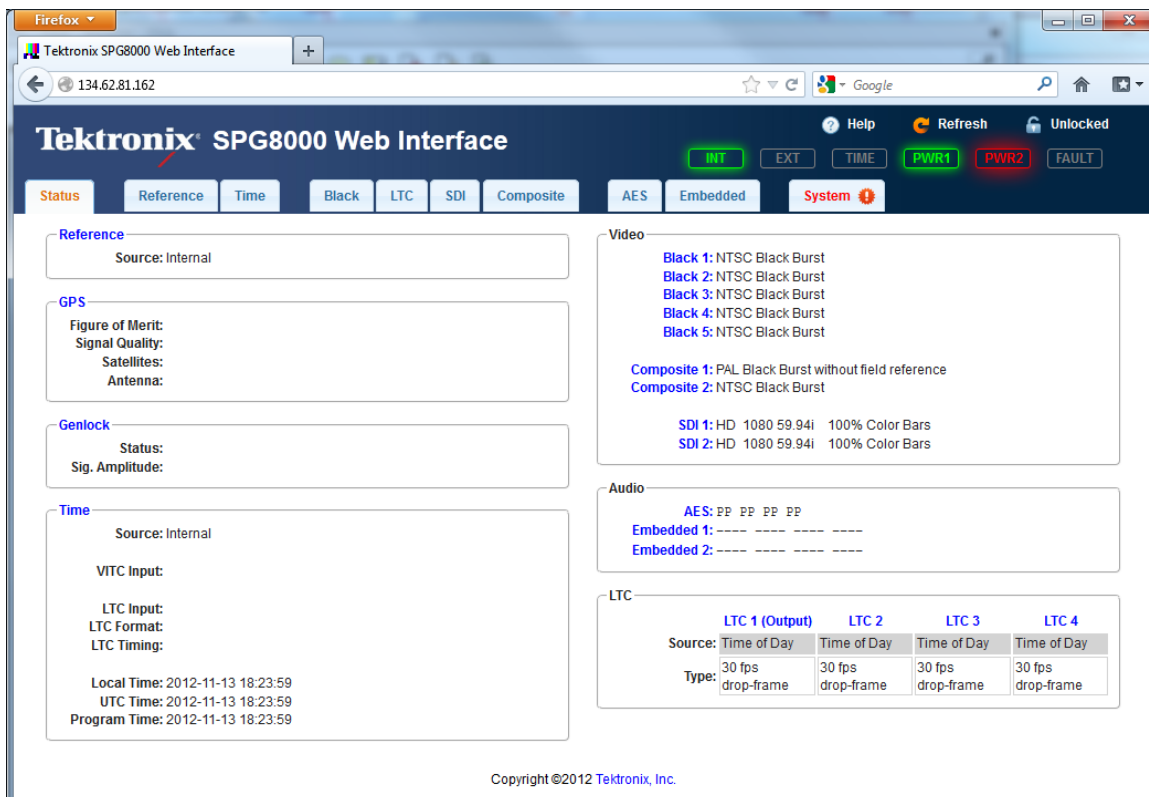 Firefox
Tektronix SPG8000 Web Interface
+
134.62.81.162
Google
Tektronix SPG8000 Web Interface
Help Refresh Unlocked
INT EXT TIME PWR1 PWR2 FAULT
Status Reference Time Black LTC SDI Composite AES Embedded System
Reference
Source: Internal
GPS
Figure of Merit:
Signal Quality:
Satellites:
Antenna:
Genlock
Status:
Sig. Amplitude:
Time
Source: Internal
VITC Input:
LTC Input:
LTC Format:
LTC Timing:
Local Time: 2012-11-13 18:23:59
UTC Time: 2012-11-13 18:23:59
Program Time: 2012-11-13 18:23:59
Video
Black 1: NTSC Black Burst
Black 2: NTSC Black Burst
Black 3: NTSC Black Burst
Black 4: NTSC Black Burst
Black 5: NTSC Black Burst
Composite 1: PAL Black Burst without field reference
Composite 2: NTSC Black Burst
SDI 1: HD 1080 59.94i 100% Color Bars
SDI 2: HD 1080 59.94i 100% Color Bars
Audio
AES: PP PP PP PP
Embedded 1: ---- ---- ---- ----
Embedded 2: ---- ---- ---- ----
LTC
LTC 1 (Output) LTC 2 LTC 3 LTC 4
Source: Time of Day Time of Day Time of Day Time of Day
Type: 30 fps drop-frame 30 fps drop-frame 30 fps drop-frame 30 fps drop-frame
Copyright ©2012 Tektronix, Inc.